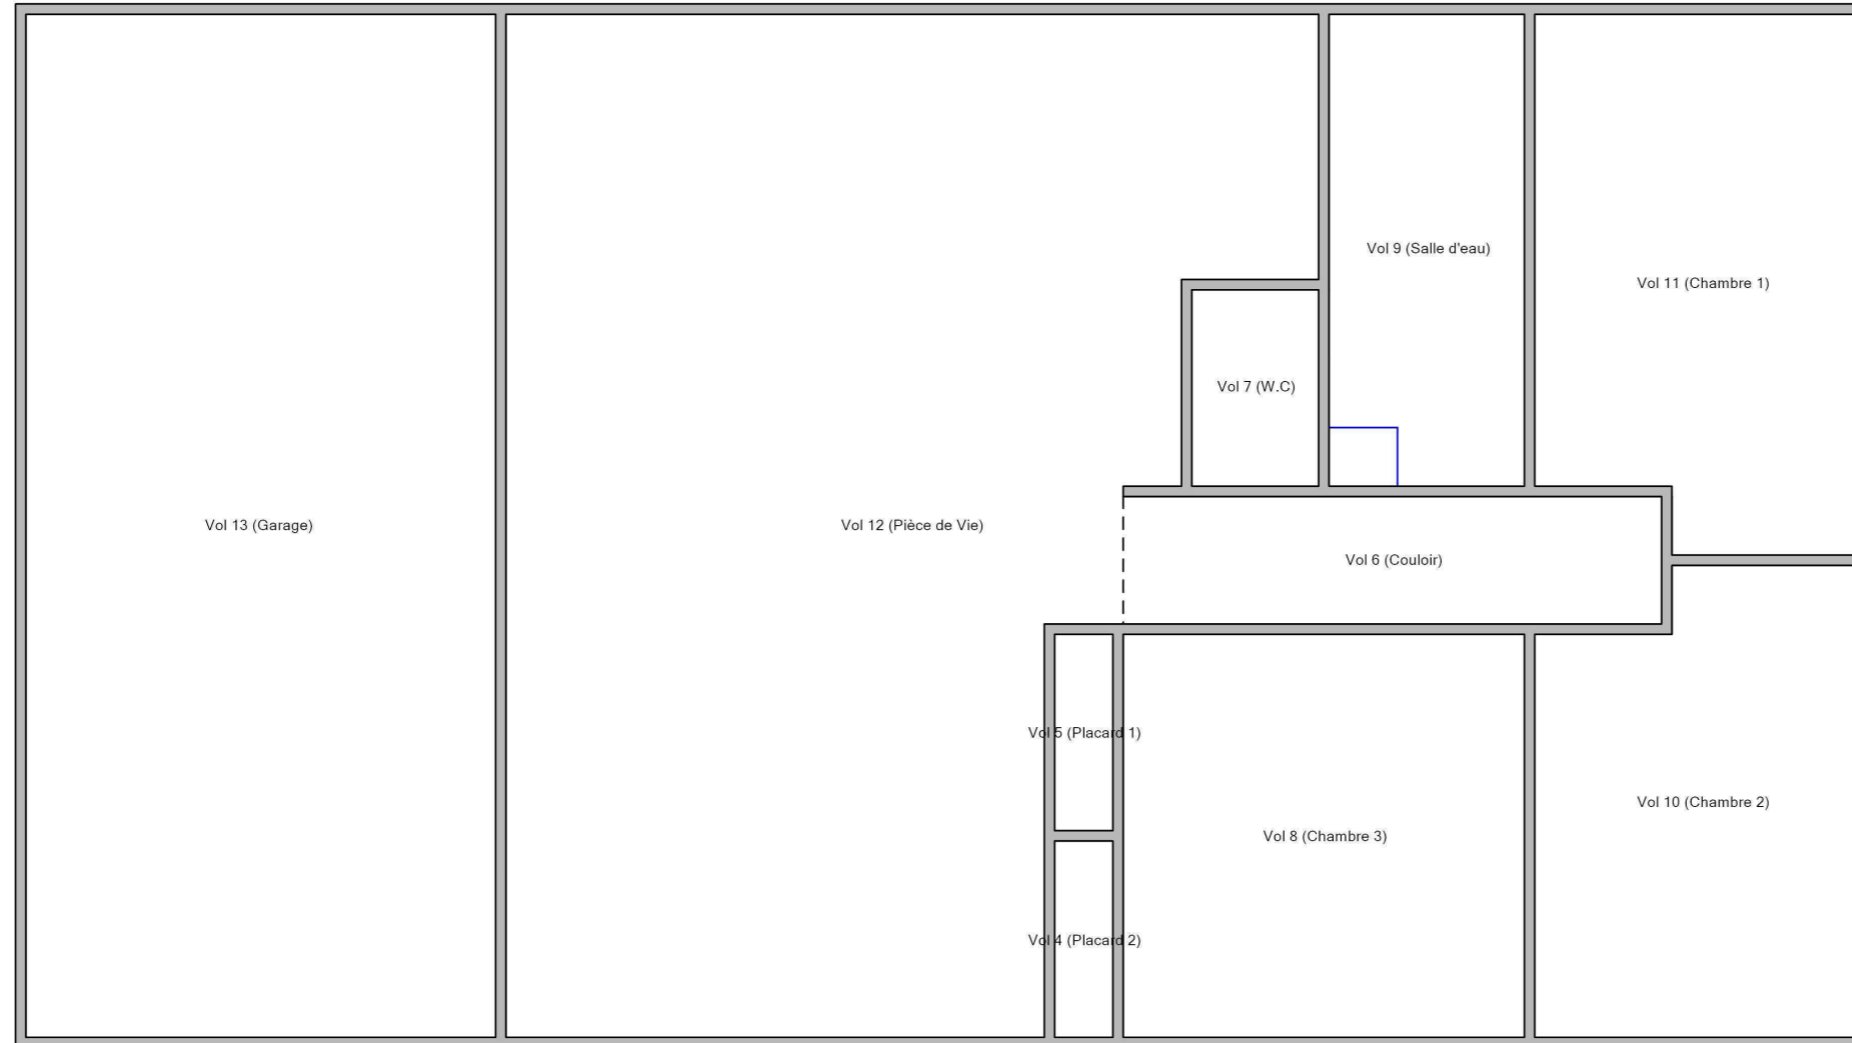 Vol 9 (Salle d'eau)
Vol 11 (Chambre 1)
Vol 7 (W.C)
Vol 13 (Garage)
Vol 12 (Pièce de Vie)
Vol 6 (Couloir)
Vol 5 (Placard 1)
Vol 10 (Chambre 2)
Vol 8 (Chambre 3)
Vol 4 (Placard 2)